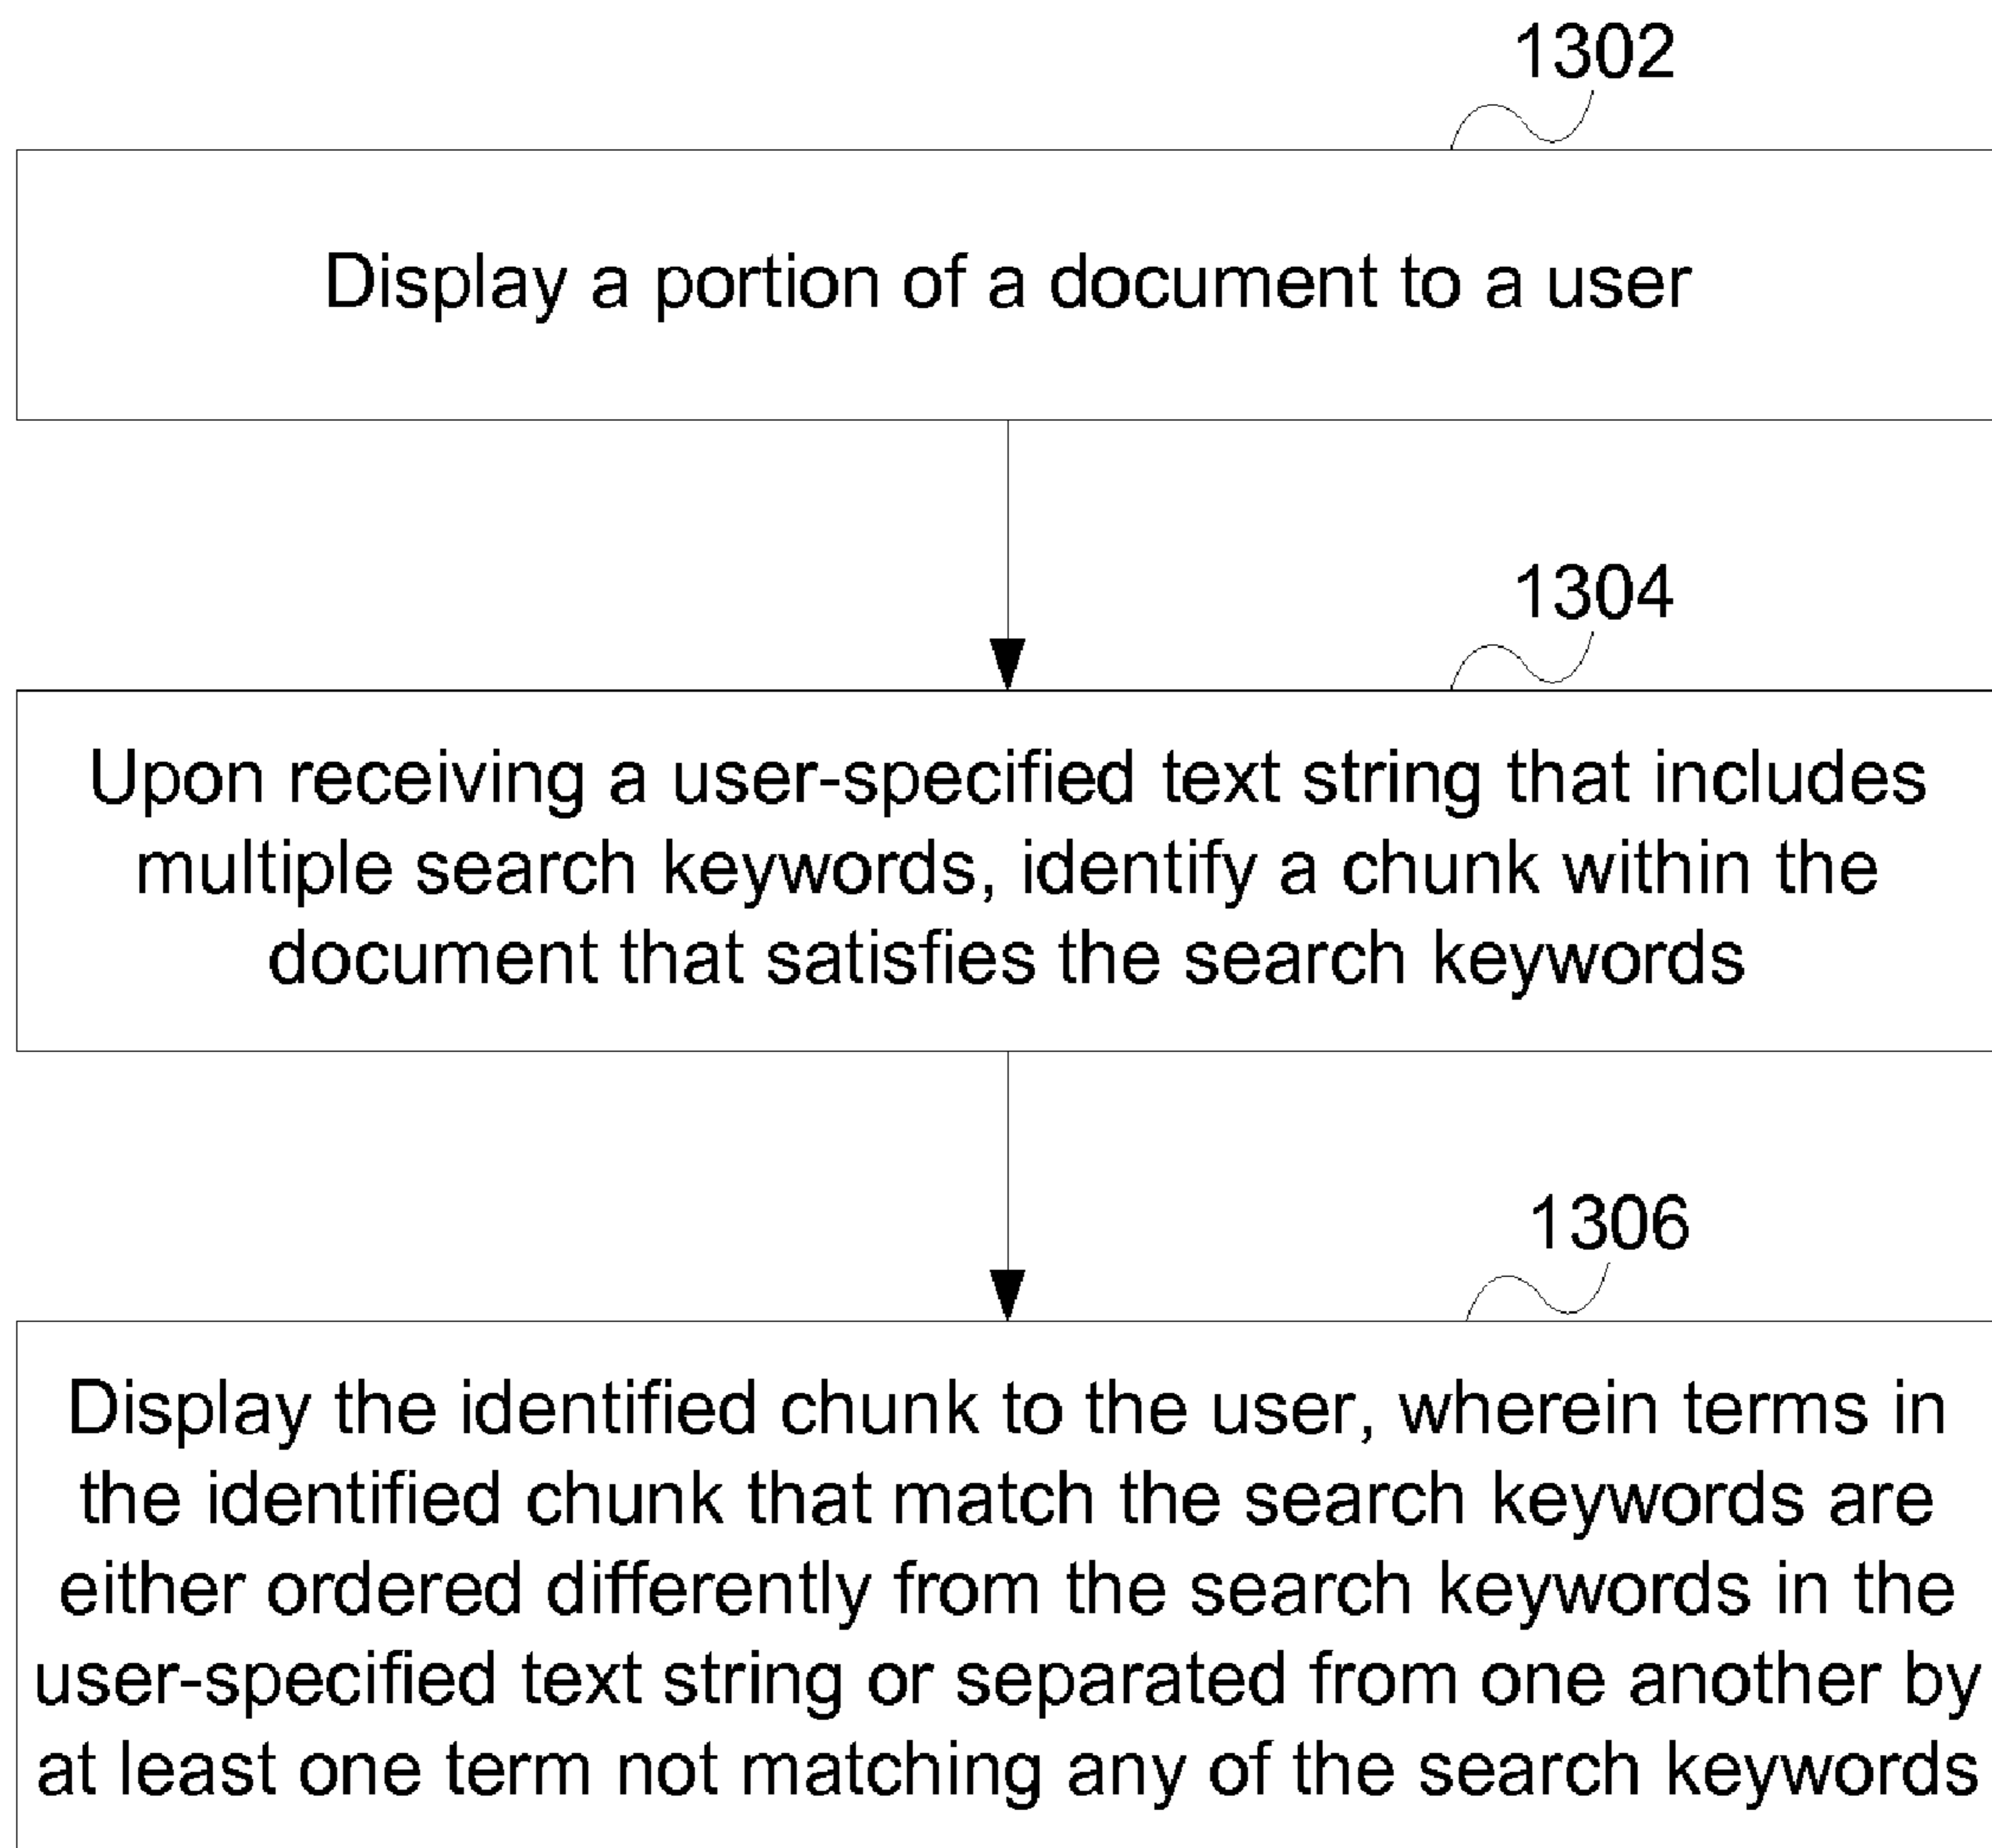 1302
Display a portion of a document to a user
1304
Upon receiving a user-specified text string that includes
multiple search keywords, identify a chunk within the
document that satisfies the search keywords
1306
Display the identified chunk to the user, wherein terms in
the identified chunk that match the search keywords are
either ordered differently from the search keywords in the
user-specified text string or separated from one another by
at least one term not matching any of the search keywords